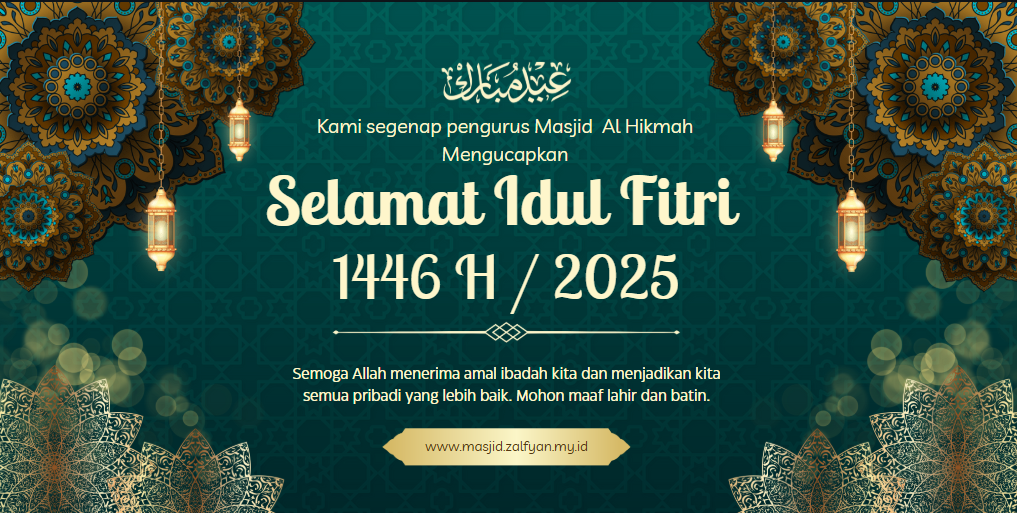 عيد مبارك
Kami segenap pengurus Masjid Al Hikmah
Mengucapkan
Selamat Idul Fitri
1446 H / 2025
Semoga Allah menerima amal ibadah kita dan menjadikan kita
semua pribadi yang lebih baik. Mohon maaf lahir dan batin.
www.masjid.zalfyan.my.id